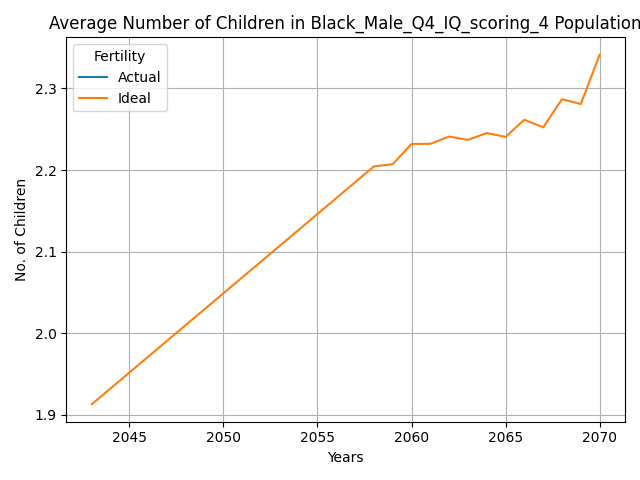 Average Number of Children in Black_Male_Q4_IQ_scoring_4 Population
Fertility
Actual
Ideal
No. of Children
2.3
2.2
2.1
2.0
1.9
2045 2050 2055 2060 2065 2070
Years